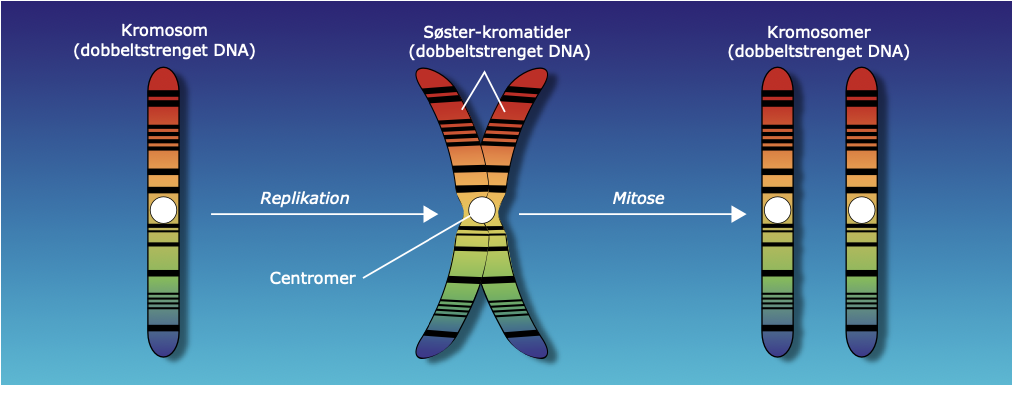 Kromosom
(dobbeltstrenget DNA)
Søster-kromatider
(dobbeltstrenget DNA)
Kromosomer
(dobbeltstrenget DNA)
Replikation
Mitose
Centromer